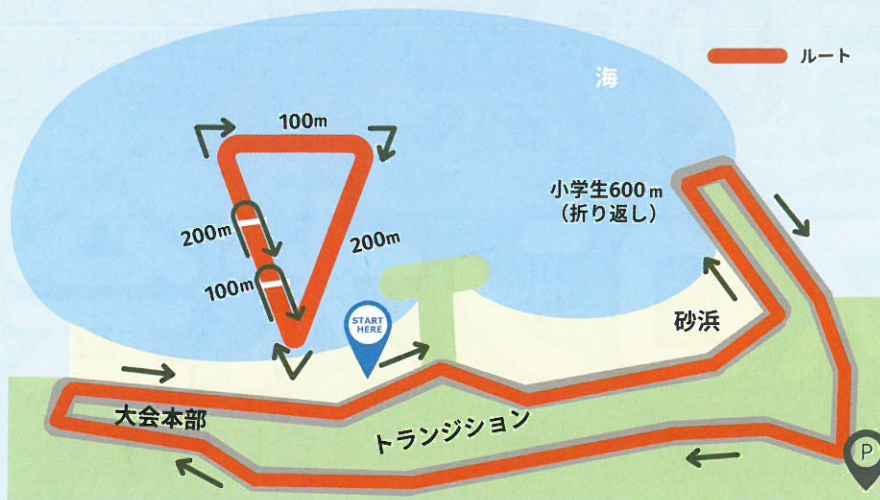 海
ルート
100m
小学生600m
(折り返し)
200m
200m
100m
START
HERE
砂浜
大会本部
トランジション
P